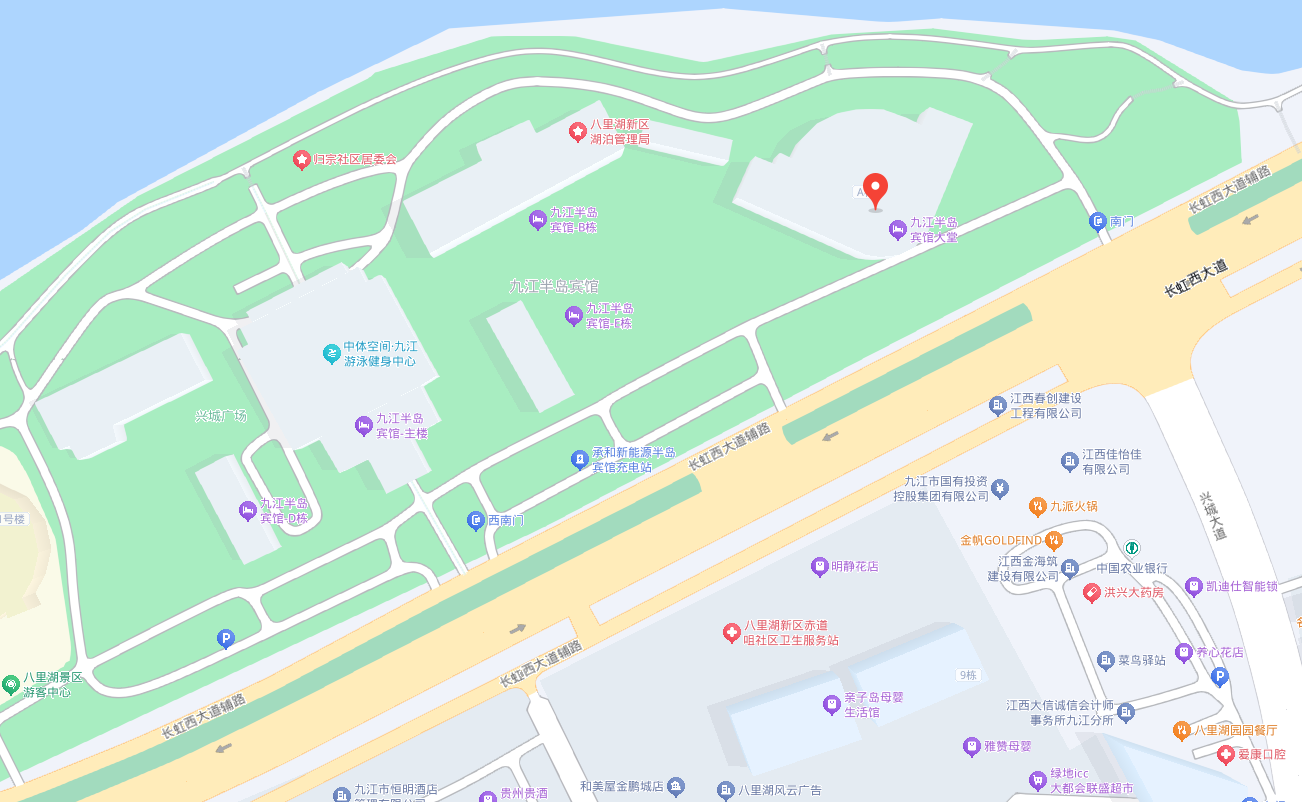 八里湖新区
湖泊管理局
归宗社区居委会
九江半岛
宾馆-B栋
九江半岛
宾馆大堂
南门
长虹西大道辅路
长虹西大道
九江半岛宾馆
九江半岛
宾馆-E栋
中体空间·九江
游泳健身中心
兴城广场
九江半岛
宾馆-主楼
江西春创建设
工程有限公司
长虹西大道辅路
承和新能源半岛
宾馆充电站
江西佳怡佳
有限公司
九江市国有投资
控股集团有限公司
九派火锅
兴城大道
九江半岛
宾馆-D栋
号楼
西南门
金帆GOLDFIND
江西金海筑
建设有限公司
中国农业银行
明静花店
洪兴大药房
凯迪仕智能锁
八里湖新区赤道
咀社区卫生服务站
P
养心花店
菜鸟驿站
长虹西大道辅路
9栋
P
八里湖景区
游客中心
亲子岛母婴
生活馆
江西大信诚信会计师
事务所九江分所
长虹西大道辅路
八里湖园园餐厅
雅赞母婴
爱康口腔
绿地icc
大都会联盛超市
和美屋金鹏城店
八里湖风云广告
九江市恒明酒店
贵州贵酒